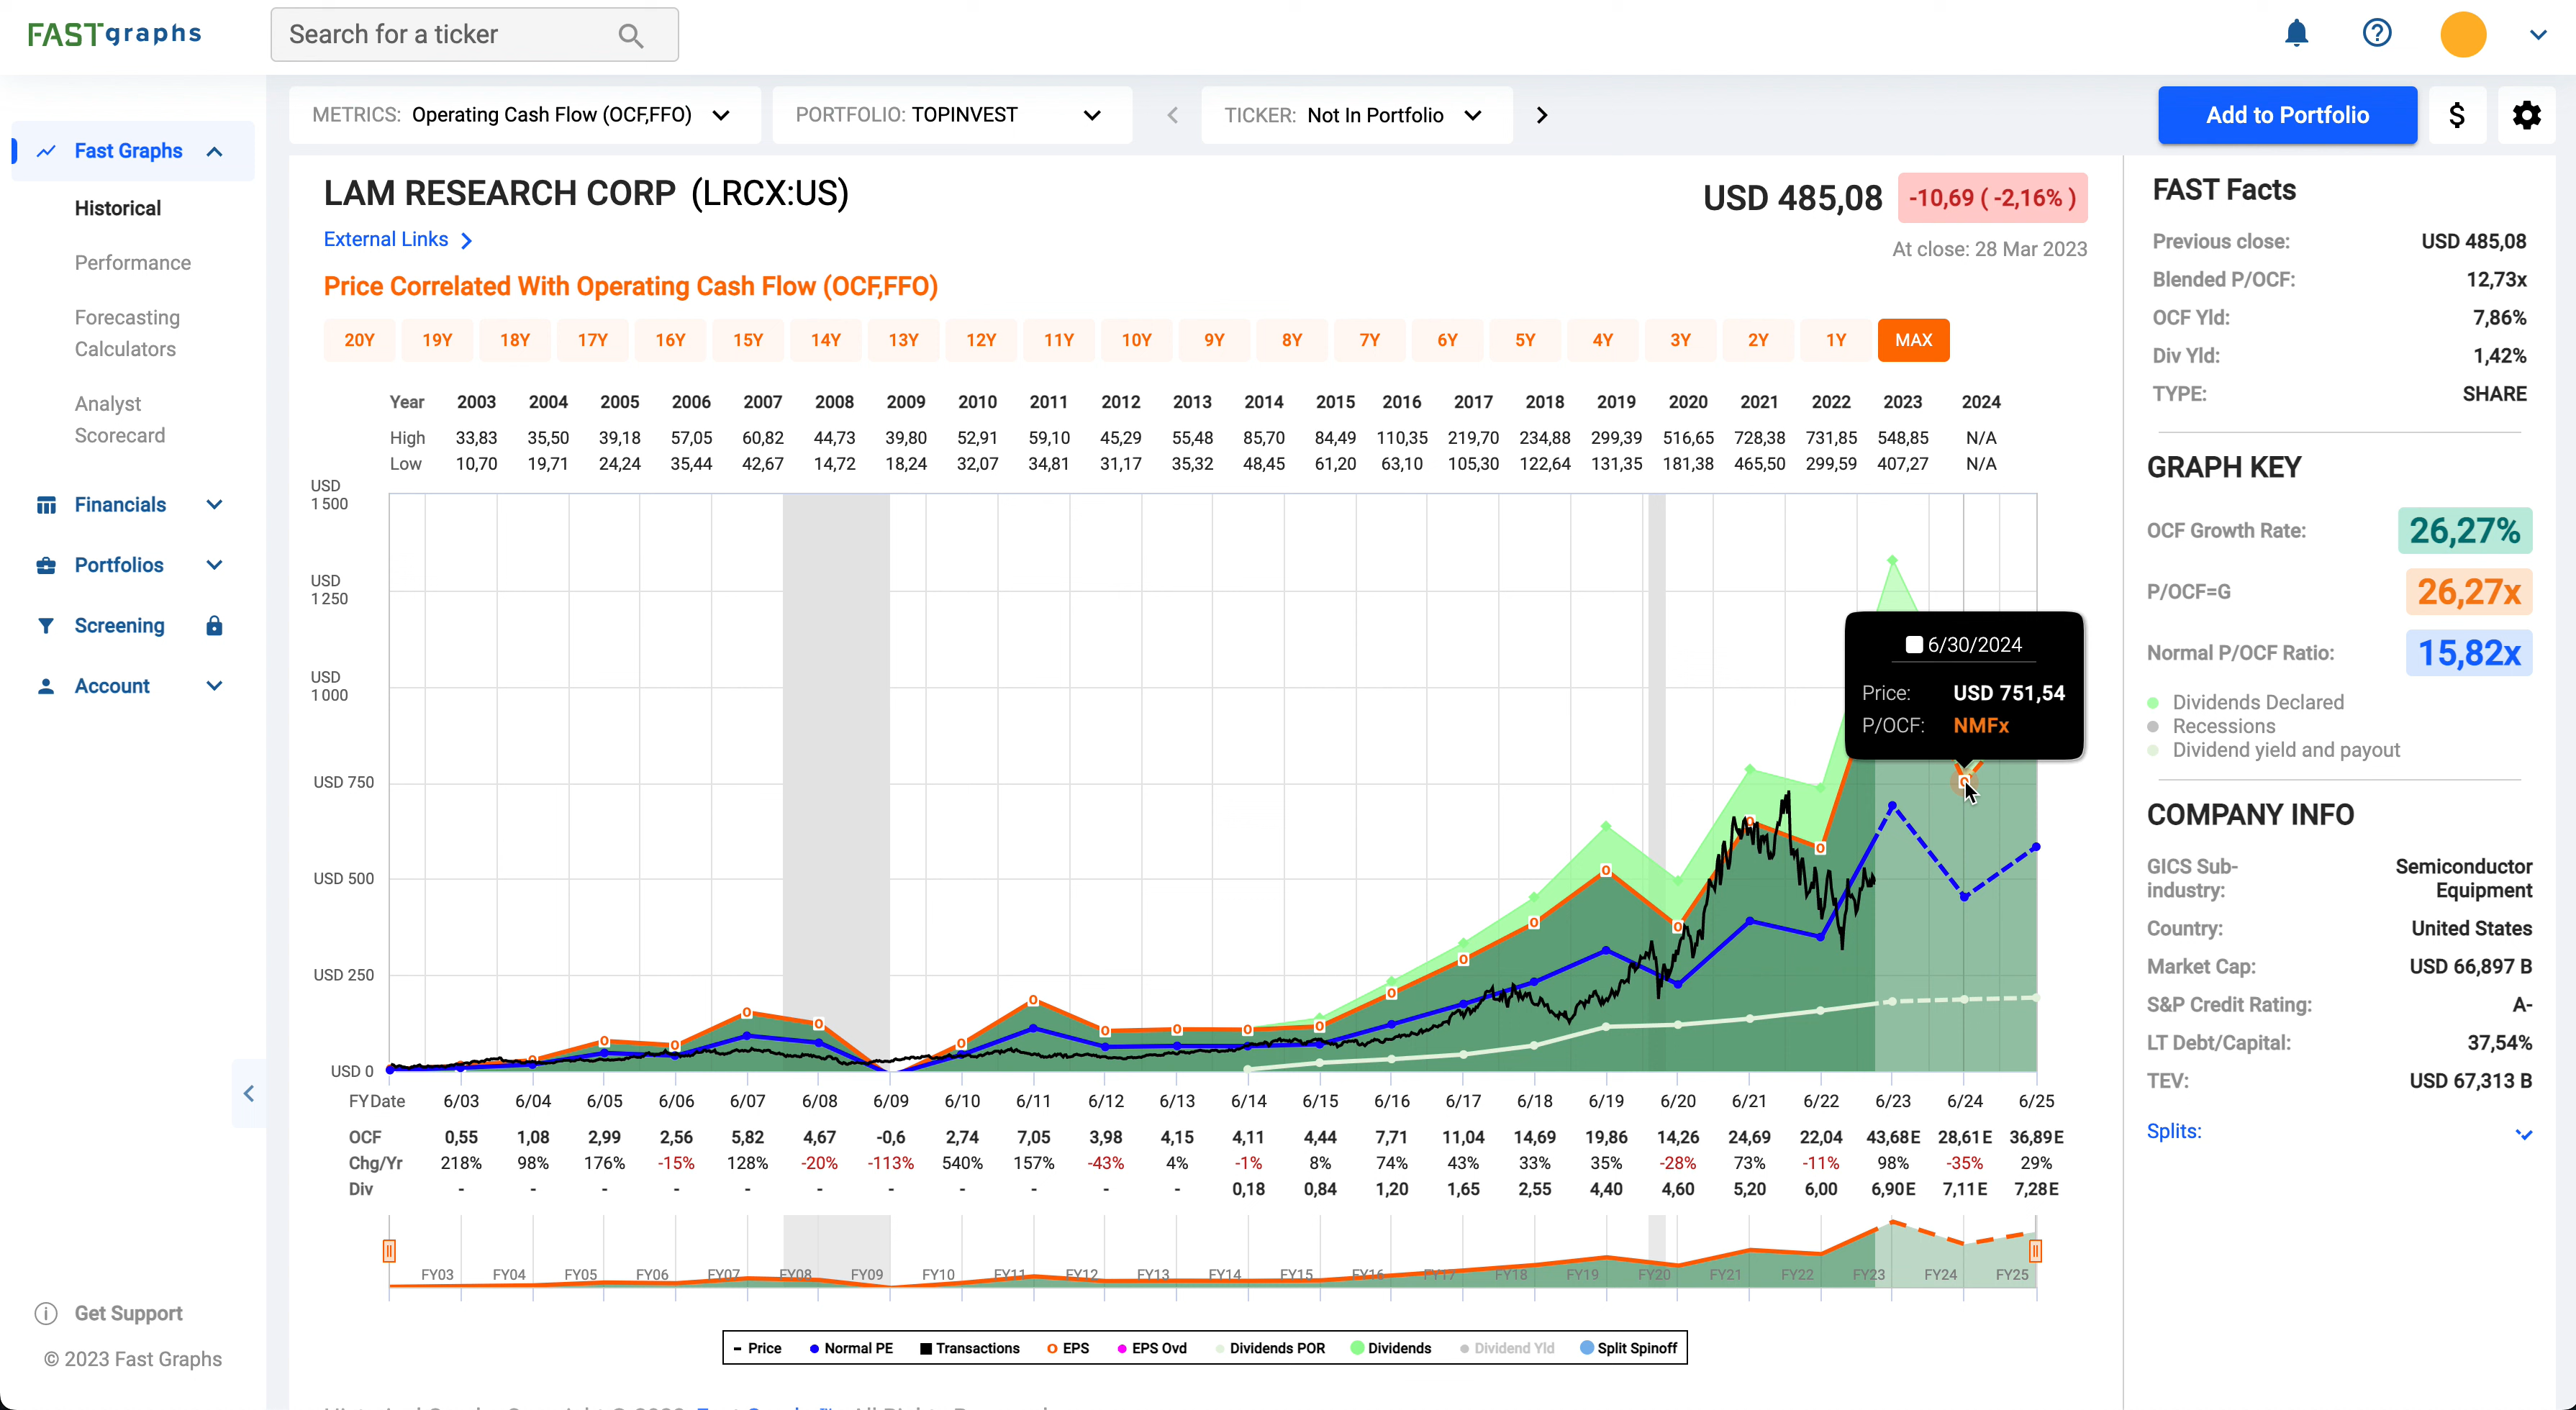 FASTgraphs
Search for a ticker
METRICS: Operating Cash Flow (OCF,FFO)
PORTFOLIO: TOPINVEST
TICKER: Not In Portfolio
Add to Portfolio
$
Fast Graphs
Historical
Performance
Forecasting
Calculators
Analyst
Scorecard
Financials
Portfolios
Screening
Account
Get Support
© 2023 Fast Graphs
LAM RESEARCH CORP (LRCX:US)
USD 485,08 -10,69 ( -2,16% )
External Links
At close: 28 Mar 2023
Price Correlated With Operating Cash Flow (OCF,FFO)
20Y 19Y 18Y 17Y 16Y 15Y 14Y 13Y 12Y 11Y 10Y 9Y 8Y 7Y 6Y 5Y 4Y 3Y 2Y 1Y MAX
Year 2003 2004 2005 2006 2007 2008 2009 2010 2011 2012 2013 2014 2015 2016 2017 2018 2019 2020 2021 2022 2023 2024
High 33,83 35,50 39,18 57,05 60,82 44,73 39,80 52,91 59,10 45,29 55,48 85,70 84,49 110,35 219,70 234,88 299,39 516,65 728,38 731,85 548,85 N/A
Low 10,70 19,71 24,24 35,44 42,67 14,72 18,24 32,07 34,81 31,17 35,32 48,45 61,20 63,10 105,30 122,64 131,35 181,38 465,50 299,59 407,27 N/A
USD
1 500
USD
1 250
USD
1 000
USD 750
USD 500
USD 250
USD 0
6/30/2024
Price: USD 751,54
P/OCF: NMFx
FYDate 6/03 6/04 6/05 6/06 6/07 6/08 6/09 6/10 6/11 6/12 6/13 6/14 6/15 6/16 6/17 6/18 6/19 6/20 6/21 6/22 6/23 6/24 6/25
OCF 0,55 1,08 2,99 2,56 5,82 4,67 -0,6 2,74 7,05 3,98 4,15 4,11 4,44 7,71 11,04 14,69 19,86 14,26 24,69 22,04 43,68E 28,61E 36,89E
Chg/Yr 218% 98% 176% -15% 128% -20% -113% 540% 157% -43% 4% -1% 8% 74% 43% 33% 35% -28% 73% -11% 98% -35% 29%
Div - - - - - - - - - - - 0,18 0,84 1,20 1,65 2,55 4,40 4,60 5,20 6,00 6,90E 7,11E 7,28E
FY03 FY04 FY05 FY06 FY07 FY08 FY09 FY10 FY11 FY12 FY13 FY14 FY15 FY16 FY17 FY18 FY19 FY20 FY21 FY22 FY23 FY24 FY25
Price Normal PE Transactions EPS EPS Ovd Dividends POR Dividends Dividend Yld Split Spinoff
FAST Facts
Previous close: USD 485,08
Blended P/OCF: 12,73x
OCF Yld: 7,86%
Div Yld: 1,42%
TYPE: SHARE
GRAPH KEY
OCF Growth Rate: 26,27%
P/OCF=G 26,27x
Normal P/OCF Ratio: 15,82x
Dividends Declared
Recessions
Dividend yield and payout
COMPANY INFO
GICS Sub- Semiconductor
industry: Equipment
Country: United States
Market Cap: USD 66,897 B
S&P Credit Rating: A-
LT Debt/Capital: 37,54%
TEV: USD 67,313 B
Splits: